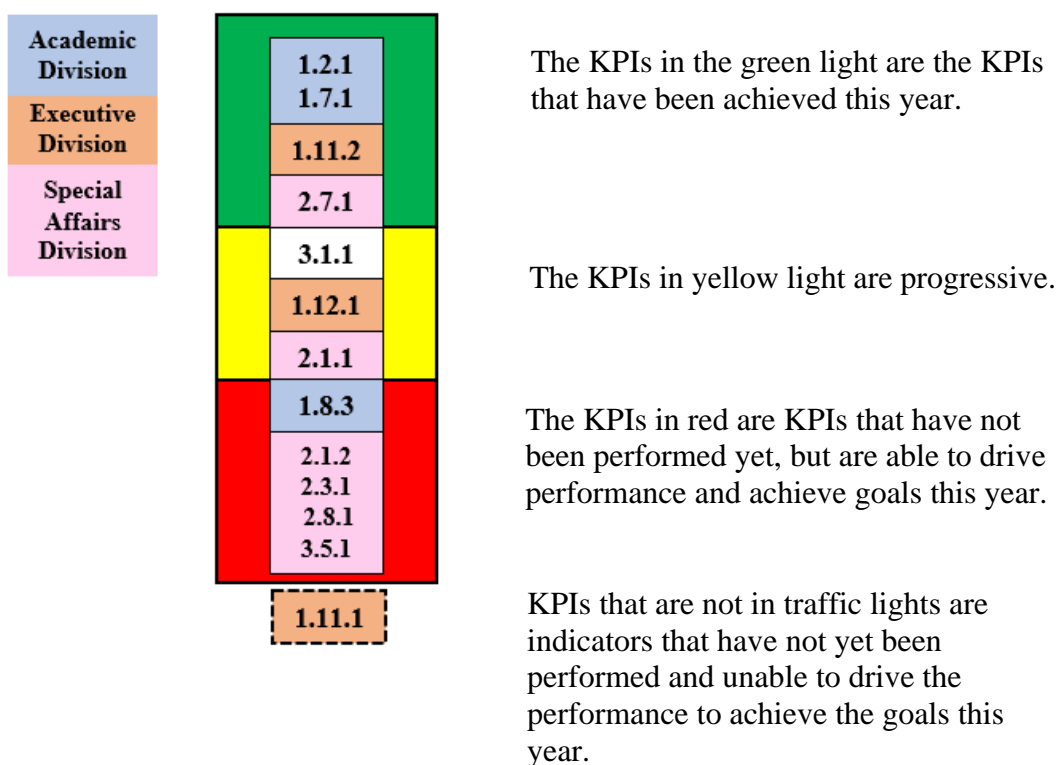 Academic
Division
Executive
Division
Special
Affairs
Division
1.2.1
1.7.1
1.11.2
2.7.1
3.1.1
1.12.1
2.1.1
1.8.3
2.1.2
2.3.1
2.8.1
3.5.1
1.11.1
The KPIs in the green light are the KPIs
that have been achieved this year.
The KPIs in yellow light are progressive.
The KPIs in red are KPIs that have not
been performed yet, but are able to drive
performance and achieve goals this year.
KPIs that are not in traffic lights are
indicators that have not yet been
performed and unable to drive the
performance to achieve the goals this
year.